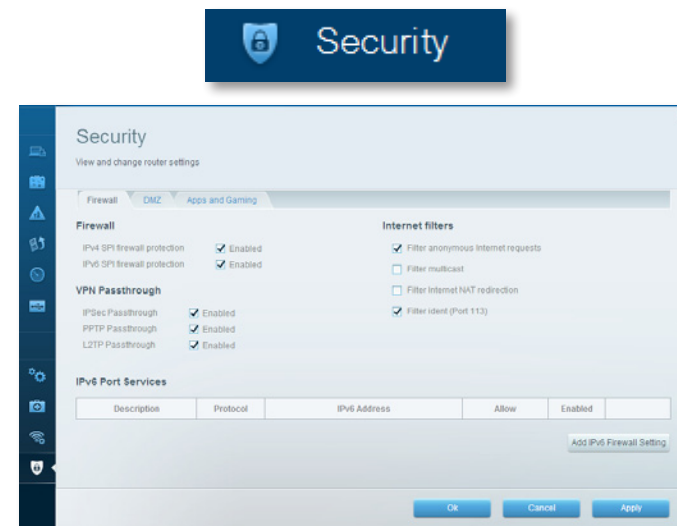 Security
Security
View and change router settings
Firewall DMZ Apps and Gaming
Firewall
IPv4 SPI firewall protection Enabled
IPv6 SPI firewall protection Enabled
VPN Passthrough
IPSec Passthrough Enabled
PPTP Passthrough Enabled
L2TP Passthrough Enabled
Internet filters
Filter anonymous Internet requests
Filter multicast
Filter Internet NAT redirection
Filter ident (Port 113)
IPv6 Port Services
Description Protocol IPv6 Address Allow Enabled
Add IPv6 Firewall Setting
Ok Cancel Apply